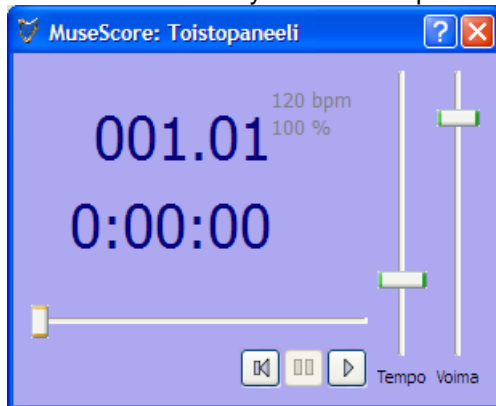 MuseScore: Toistopaneeli
120 bpm
001.01
100 %
0:00:00
Tempo Voima